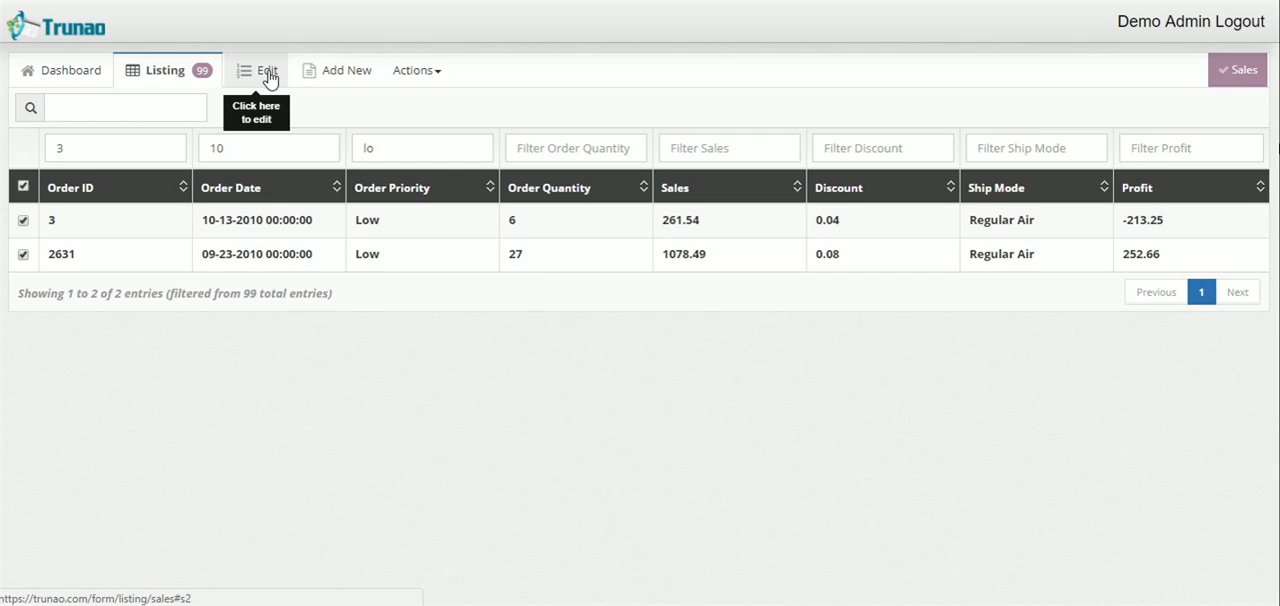 Trunao
Demo Admin Logout
Dashboard Listing 99 Edit Add New Actions Sales
Click here
to edit
3 10 lo Filter Order Quantity Filter Sales Filter Discount Filter Ship Mode Filter Profit
Order ID Order Date Order Priority Order Quantity Sales Discount Ship Mode Profit
3 10-13-2010 00:00:00 Low 6 261.54 0.04 Regular Air -213.25
2631 09-23-2010 00:00:00 Low 27 1078.49 0.08 Regular Air 252.66
Showing 1 to 2 of 2 entries (filtered from 99 total entries) Previous 1 Next
https://trunao.com/form/listing/sales#s2